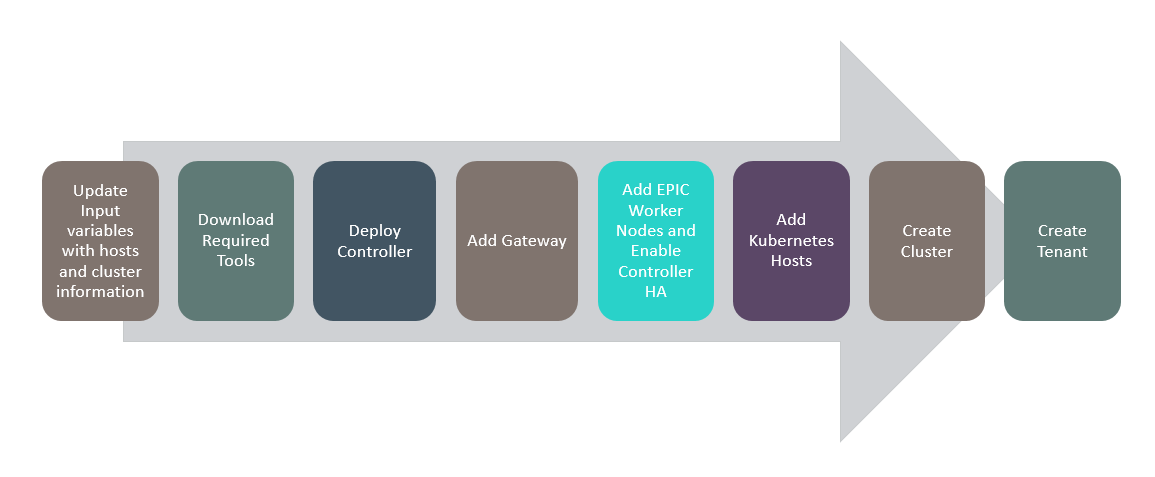 Update
Input
variables
with hosts
and cluster
information
Download
Required
Tools
Deploy
Controller
Add Gateway
Add EPIC
Worker
Nodes and
Enable
Controller
HA
Add
Kubernetes
Hosts
Create
Cluster
Create
Tenant